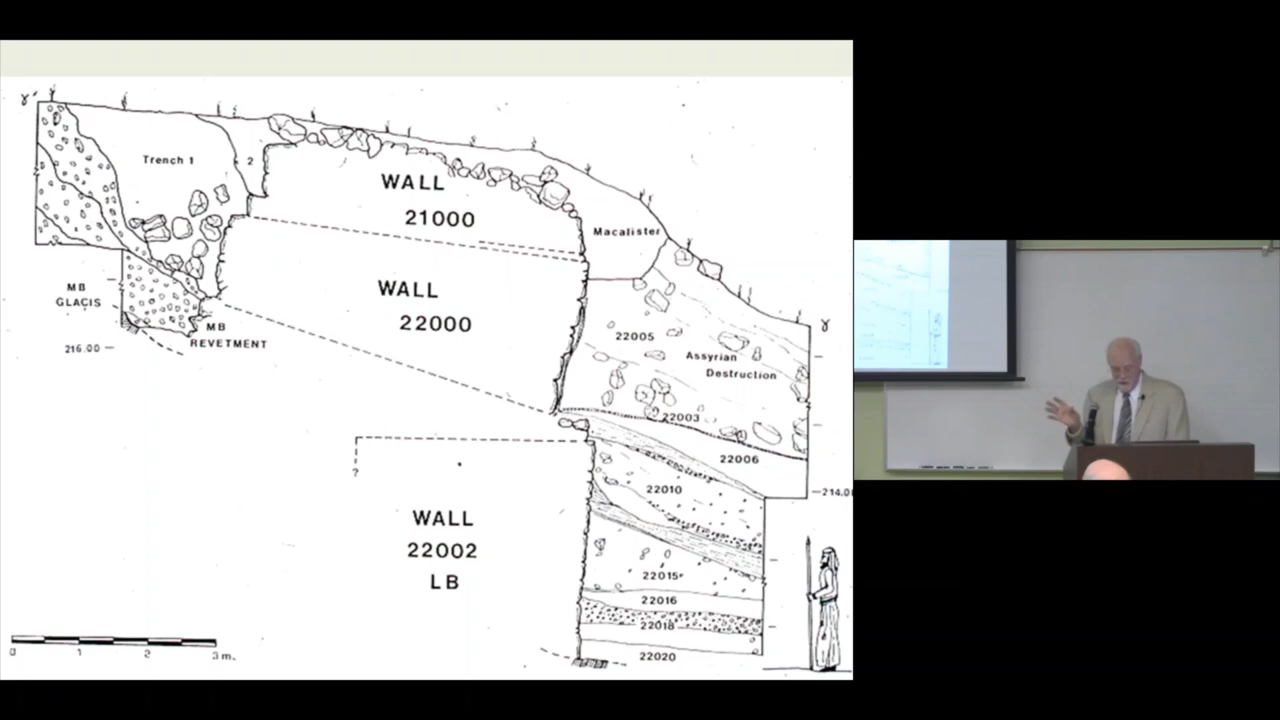 γ'
Trench 1
2
WALL
21000
Macalister
WALL
22000
MB
GLACIS
MB
REVETMENT
216.00
γ
22005
Assyrian
Destruction
22003
22006
22010
214.0
?
WALL
22002
LB
22015
22016
22018
22020
0 1 2 3 m.